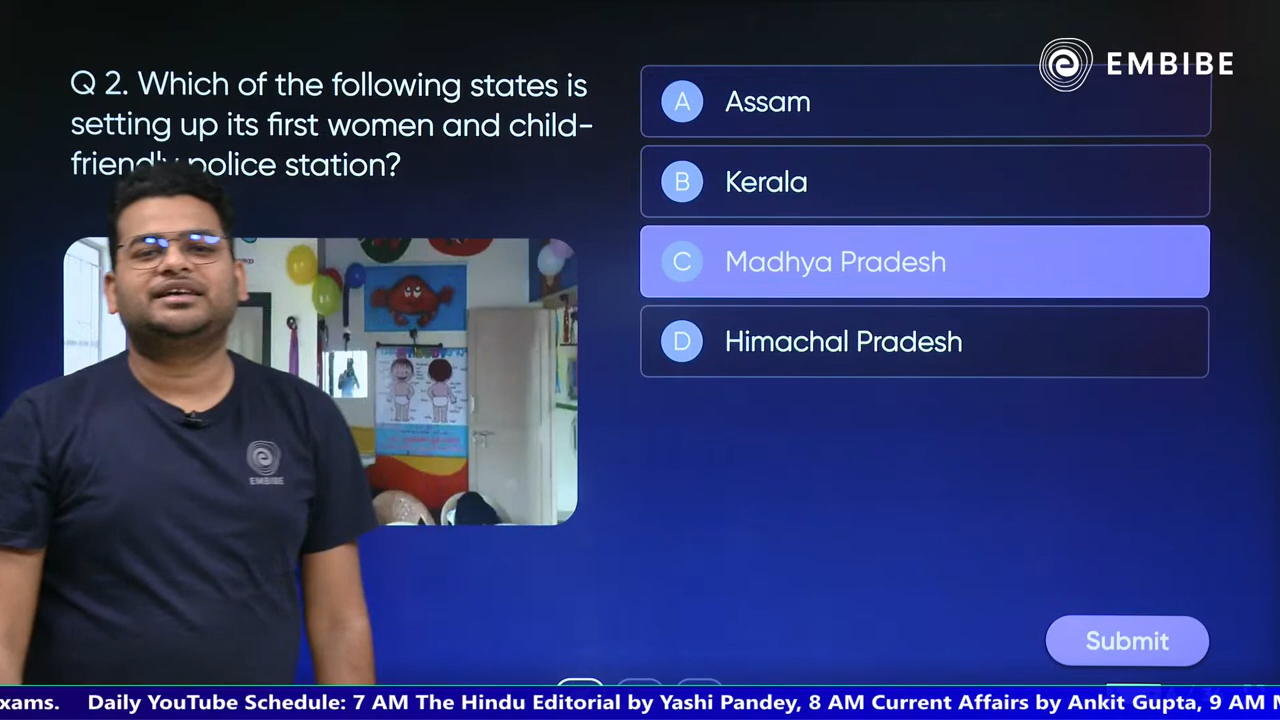 EMBIBE
Q 2. Which of the following states is
setting up its first women and child-
friendly police station?
A Assam
B Kerala
C Madhya Pradesh
D Himachal Pradesh
EMBIBE
Submit
xams. Daily YouTube Schedule: 7 AM The Hindu Editorial by Yashi Pandey, 8 AM Current Affairs by Ankit Gupta, 9 AM